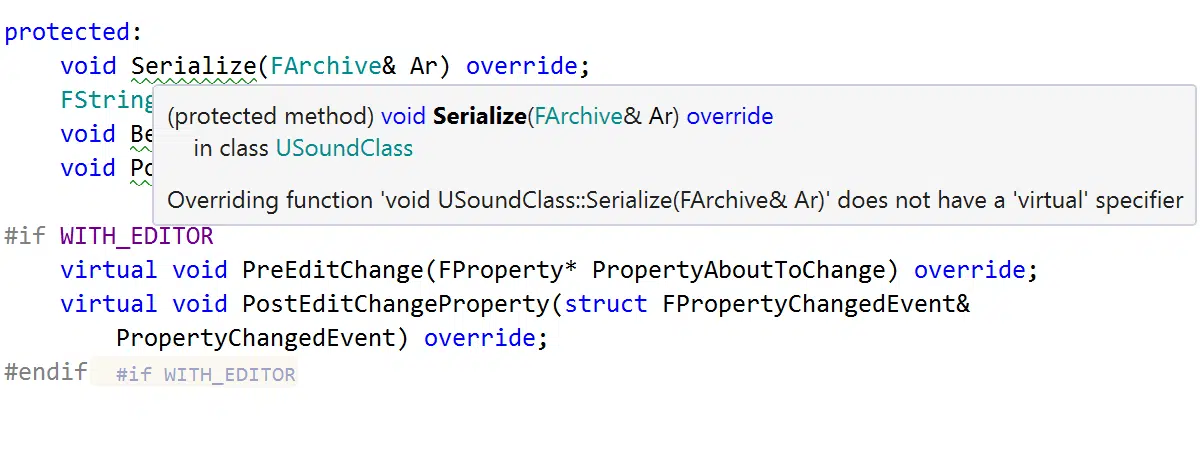 protected:
void Serialize(FArchive& Ar) override;
FString
(protected method) void Serialize(FArchive& Ar) override
void Be
in class USoundClass
void Po
Overriding function 'void USoundClass::Serialize(FArchive& Ar)' does not have a 'virtual' specifier
#if WITH_EDITOR
virtual void PreEditChange(FProperty* PropertyAboutToChange) override;
virtual void PostEditChangeProperty(struct FPropertyChangedEvent&
PropertyChangedEvent) override;
#endif #if WITH_EDITOR